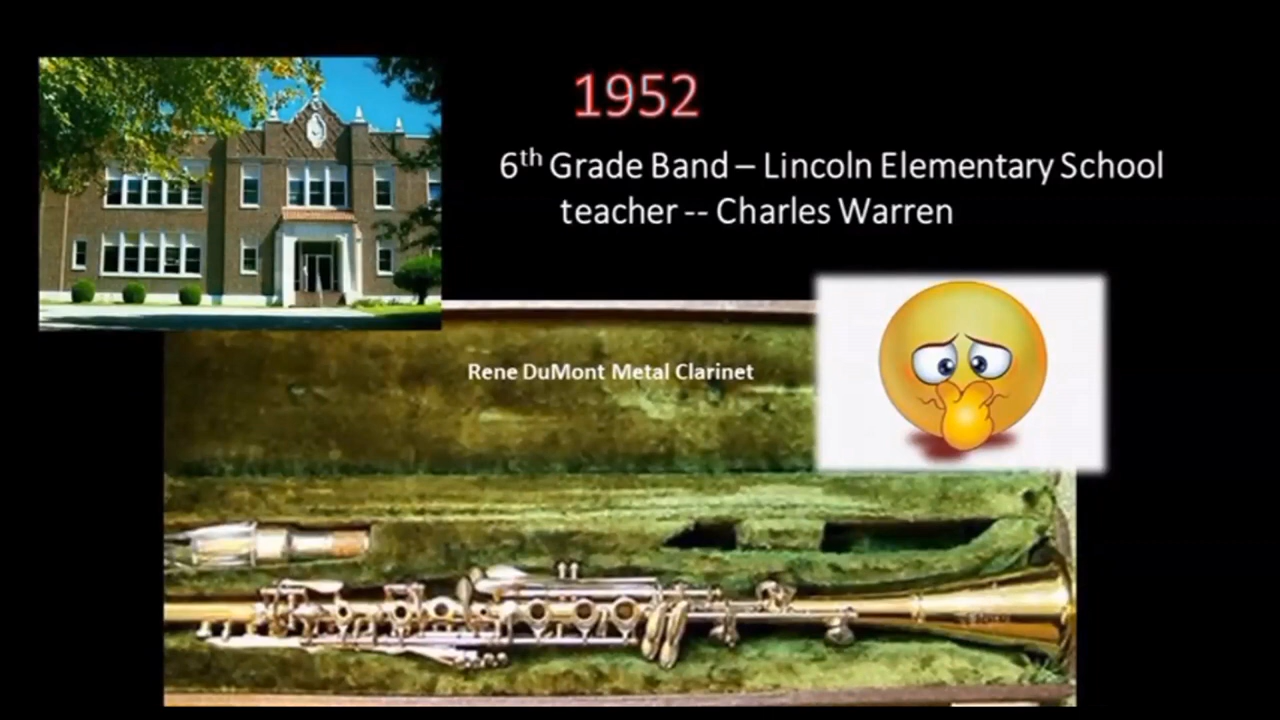 1952
6th Grade Band – Lincoln Elementary School
teacher -- Charles Warren
Rene DuMont Metal Clarinet